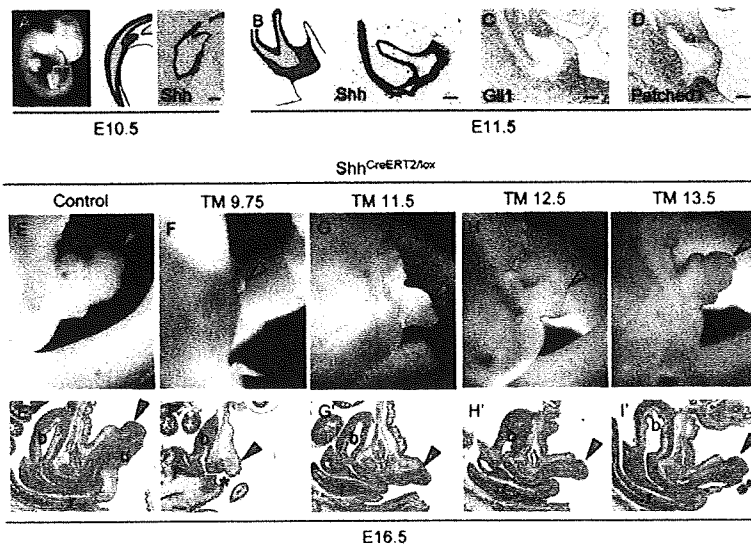 A
B
C
D
Shh
Shh
Gli1
Patched1
E10.5
E11.5
Shh^CreERT2/lox
Control
TM 9.75
TM 11.5
TM 12.5
TM 13.5
E
F
G
H
b
b
G'
b
H'
I'
b
*
E16.5